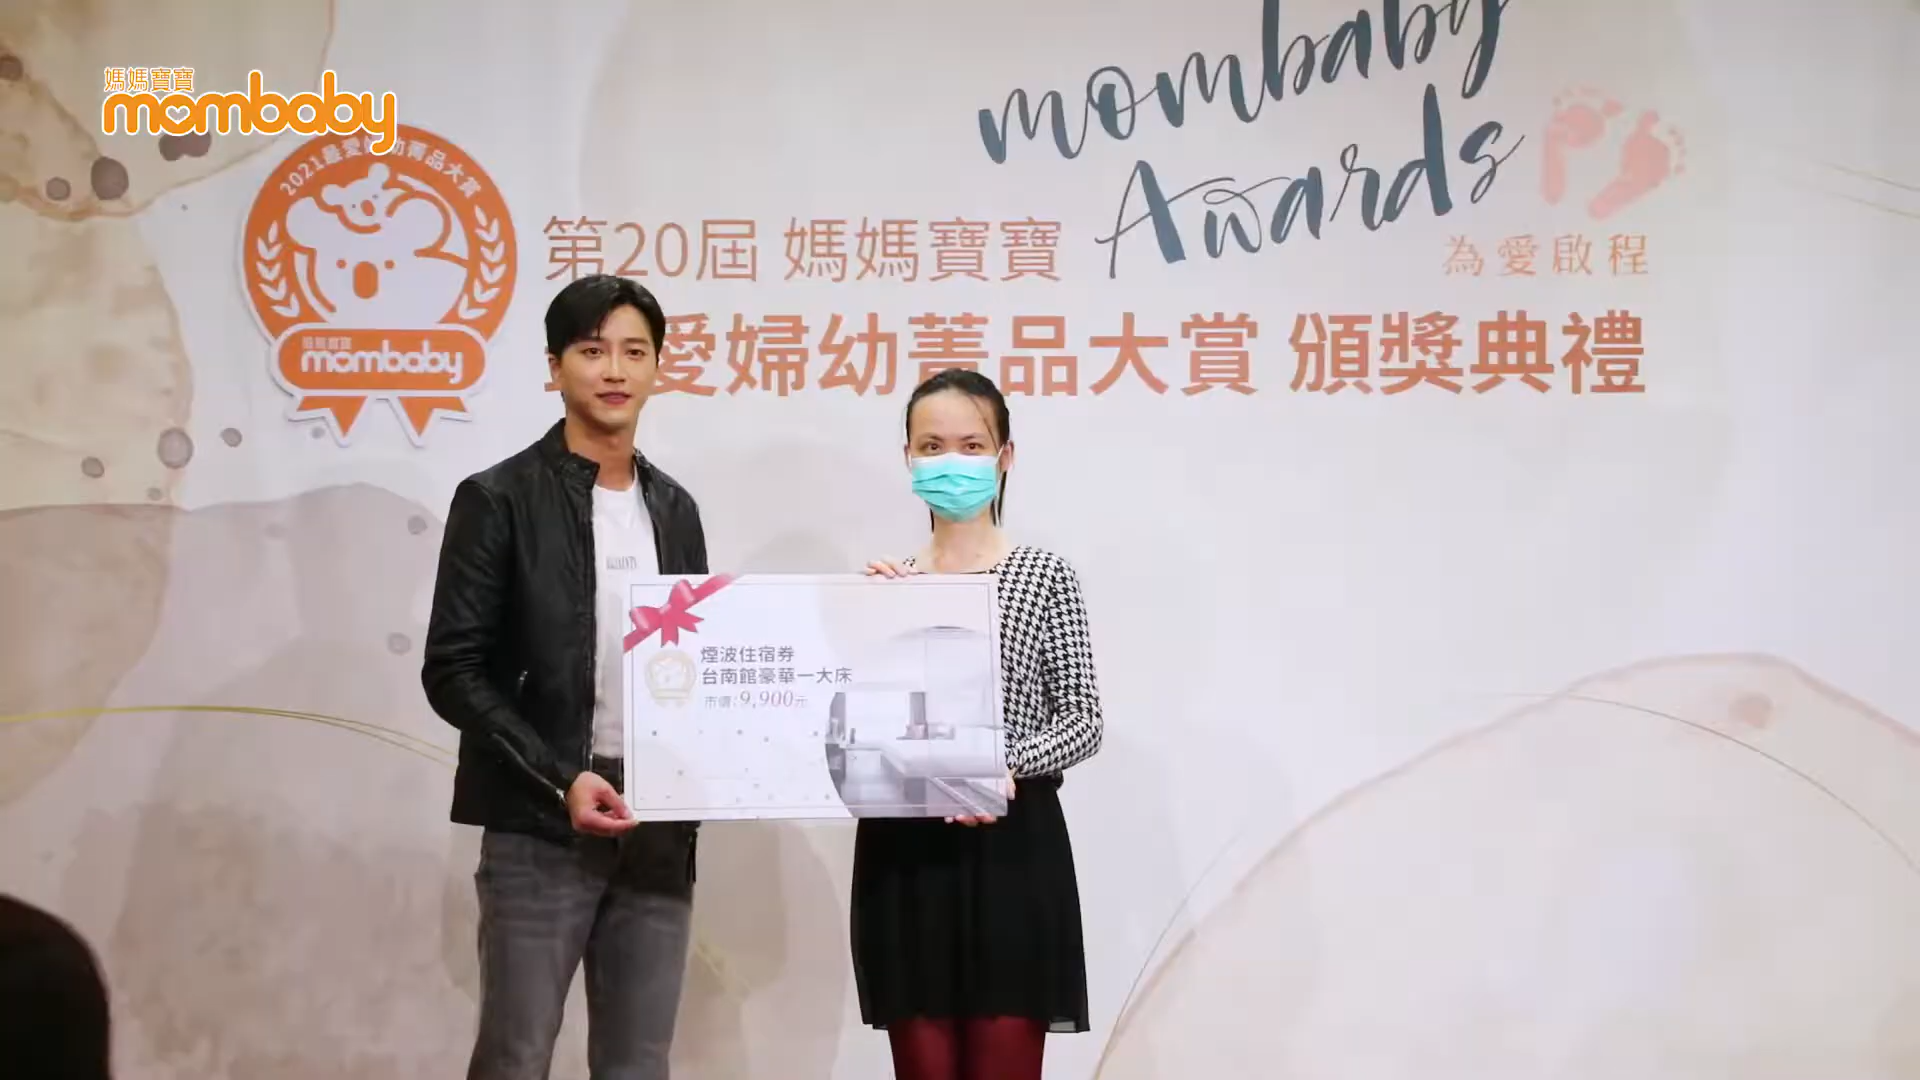 媽媽寶寶
mombaby
mombaby
Awards
2021最愛婦幼菁品大賞
第20屆 媽媽寶寶
為愛啟程
愛婦幼菁品大賞 頒獎典禮
媽媽寶寶
mombaby
煙波住宿券
台南館豪華一大床
市價:9,900元